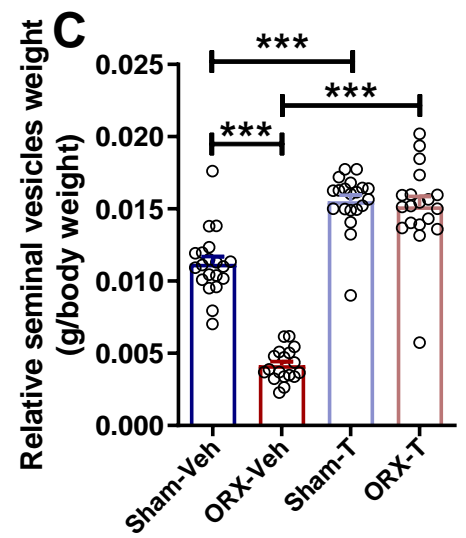 C
Relative seminal vesicles weight
(g/body weight)
0.025
0.020
0.015
0.010
0.005
0.000
***
***
***
Sham-Veh
ORX-Veh
Sham-T
ORX-T